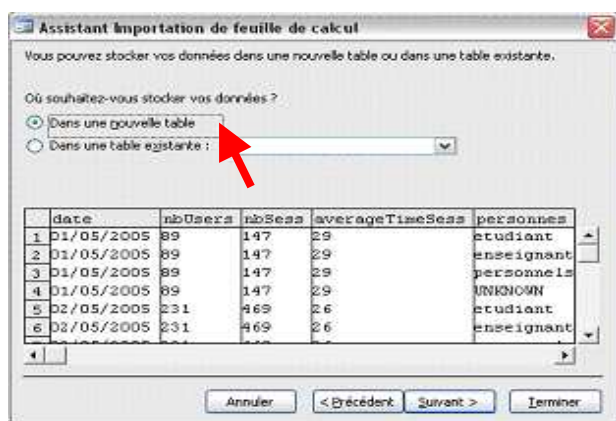 Assistant Importation de feuille de calcul
Vous pouvez stocker vos données dans une nouvelle table ou dans une table existante.
Où souhaitez-vous stocker vos données ?
Dans une nouvelle table
Dans une table existante :
date nbUsers nbSess averageTimeSess personnes
1 01/05/2005 89 147 29 etudiant
2 01/05/2005 89 147 29 enseignant
3 01/05/2005 89 147 29 personnels
4 01/05/2005 89 147 29 UNKNOWN
5 02/05/2005 231 469 26 etudiant
6 02/05/2005 231 469 26 enseignant
Annuler < Précédent Suivant > Terminer